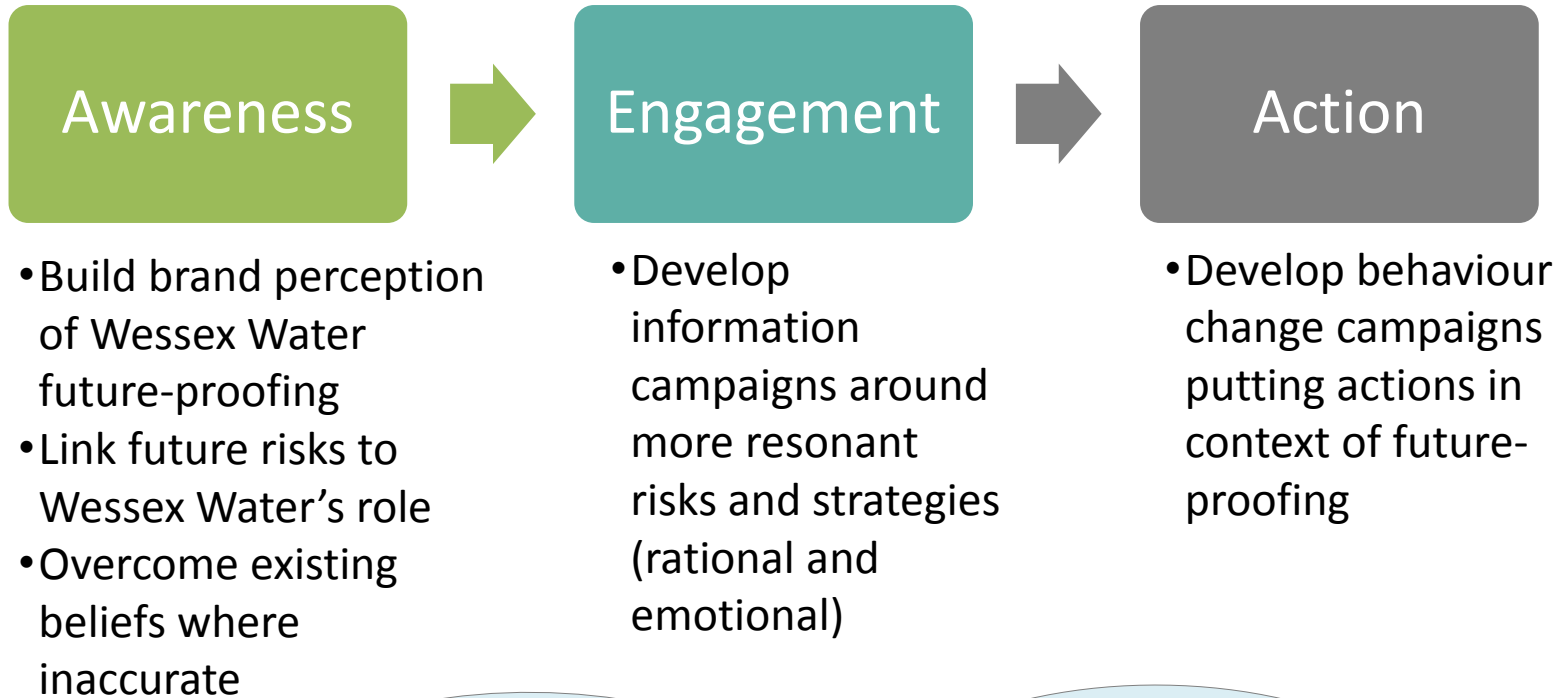 Awareness
Engagement
Action
•Build brand perception
of Wessex Water
future-proofing
•Link future risks to
Wessex Water’s role
•Overcome existing
beliefs where
inaccurate
•Develop
information
campaigns around
more resonant
risks and strategies
(rational and
emotional)
•Develop behaviour
change campaigns
putting actions in
context of future-
proofing